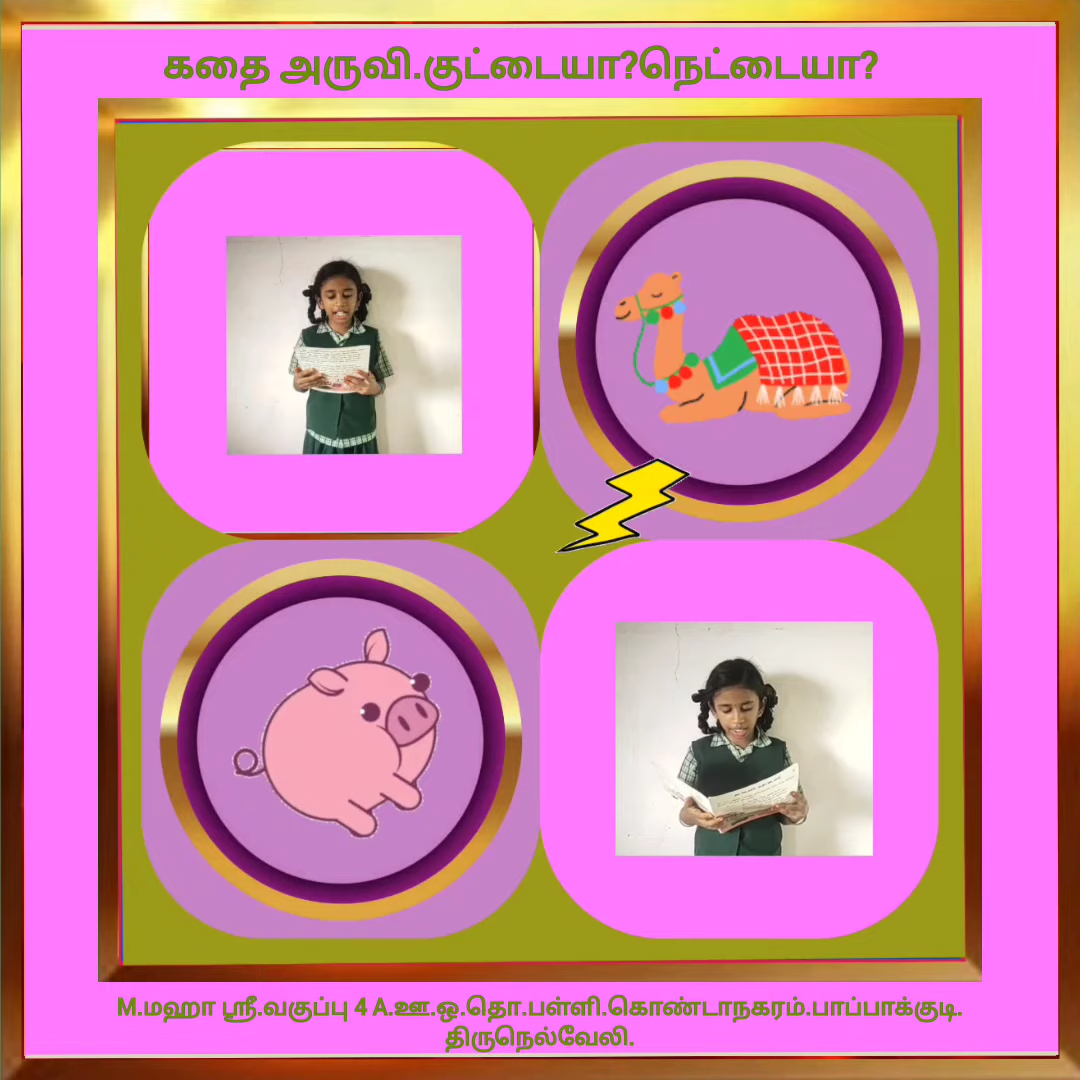 கதை அருவி.குட்டையா?நெட்டையா?
M.மஹா ஸ்ரீ.வகுப்பு 4 A.ஊ.ஒ.தொ.பள்ளி.கொண்டாநகரம்.பாப்பாக்குடி.
திருநெல்வேலி.